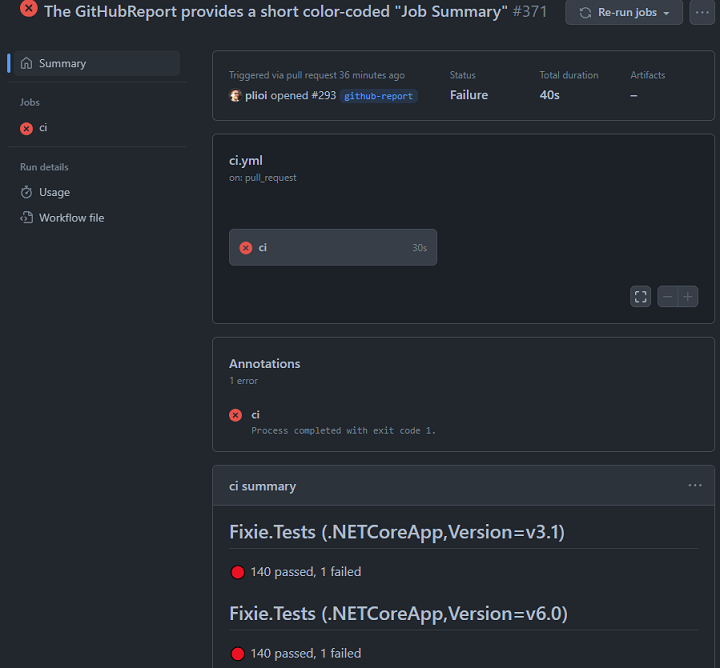 The GitHubReport provides a short color-coded "Job Summary" #371
Re-run jobs
Summary
Jobs
ci
Run details
Usage
Workflow file
Triggered via pull request 36 minutes ago
plioi opened #293 github-report
Status
Failure
Total duration
40s
Artifacts
–
ci.yml
on: pull_request
ci 30s
Annotations
1 error
ci
Process completed with exit code 1.
ci summary
Fixie.Tests (.NETCoreApp,Version=v3.1)
140 passed, 1 failed
Fixie.Tests (.NETCoreApp,Version=v6.0)
140 passed, 1 failed